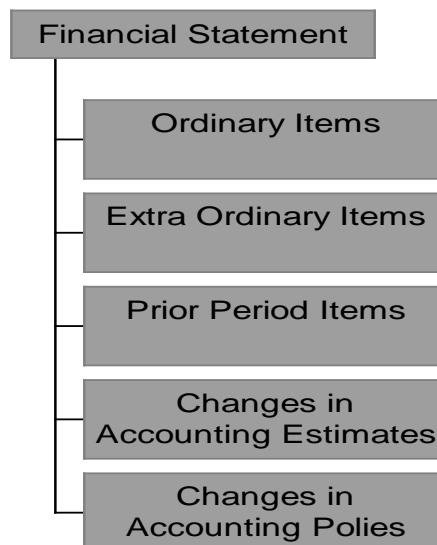 Financial Statement
Ordinary Items
Extra Ordinary Items
Prior Period Items
Changes in
Accounting Estimates
Changes in
Accounting Polies